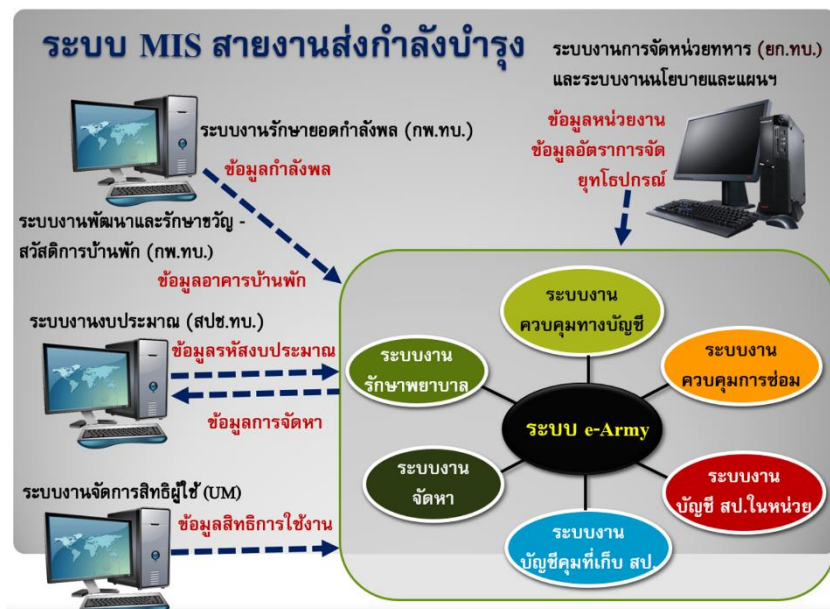 ระบบ MIS สายงานส่งกำลังบำรุง
ระบบงานการจัดหน่วยทหาร (ยก.ทบ.)
และระบบงานนโยบายและแผนฯ
ข้อมูลหน่วยงาน
ข้อมูลอัตราการจัด
ยุทโธปกรณ์
ระบบงานรักษายอดกำลังพล (กพ.ทบ.)
ข้อมูลกำลังพล
ระบบงานพัฒนาและรักษาขวัญ -
สวัสดิการบ้านพัก (กพ.ทบ.)
ข้อมูลอาคารบ้านพัก
ระบบงานงบประมาณ (สปช.ทบ.)
ข้อมูลรหัสงบประมาณ
ข้อมูลการจัดหา
ระบบงานจัดการสิทธิผู้ใช้ (UM)
ข้อมูลสิทธิการใช้งาน
ระบบงาน
ควบคุมทางบัญชี
ระบบงาน
รักษาพยาบาล
ระบบงาน
ควบคุมการซ่อม
ระบบ e-Army
ระบบงาน
จัดหา
ระบบงาน
บัญชี สป.ในหน่วย
ระบบงาน
บัญชีคุมที่เก็บ สป.